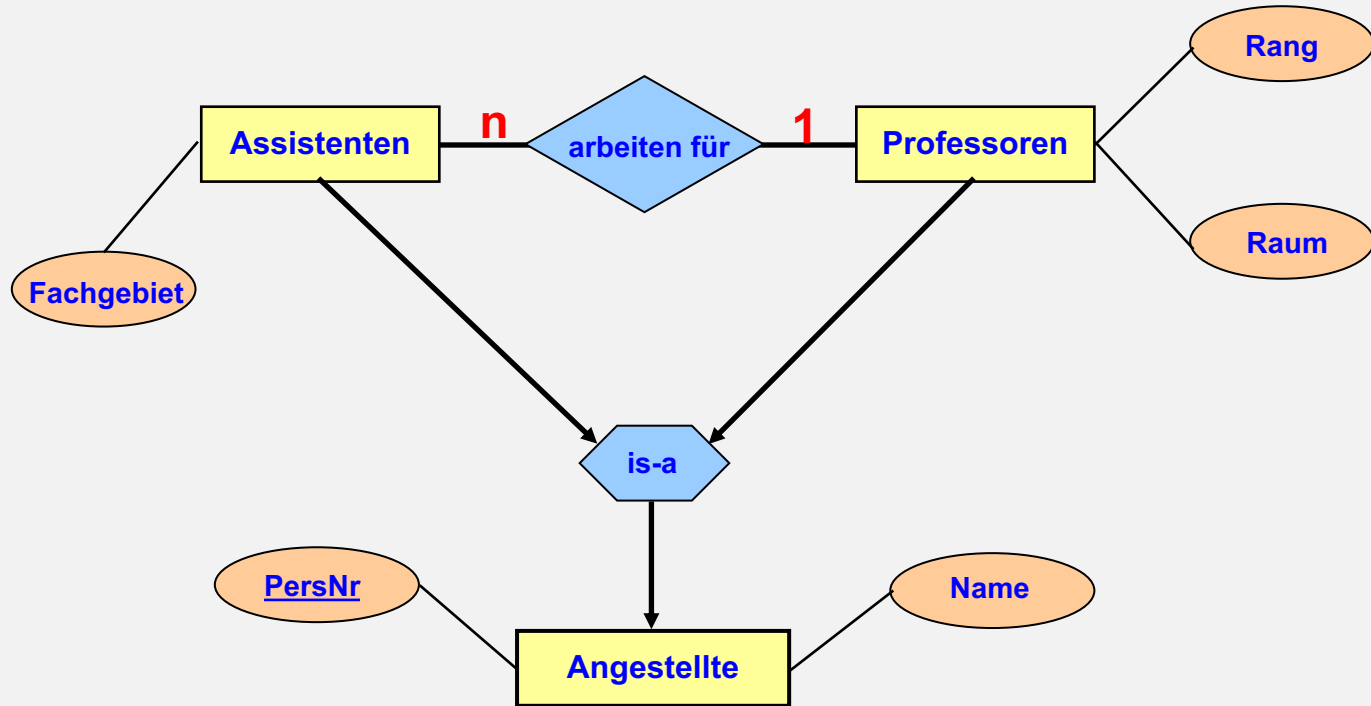 Rang
Assistenten
n
arbeiten für
1
Professoren
Raum
Fachgebiet
is-a
PersNr
Name
Angestellte